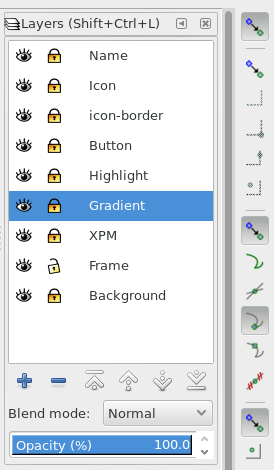 Layers (Shift+Ctrl+L)
Name
Icon
icon-border
Button
Highlight
Gradient
XPM
Frame
Background
Blend mode: Normal
Opacity (%) 100.0